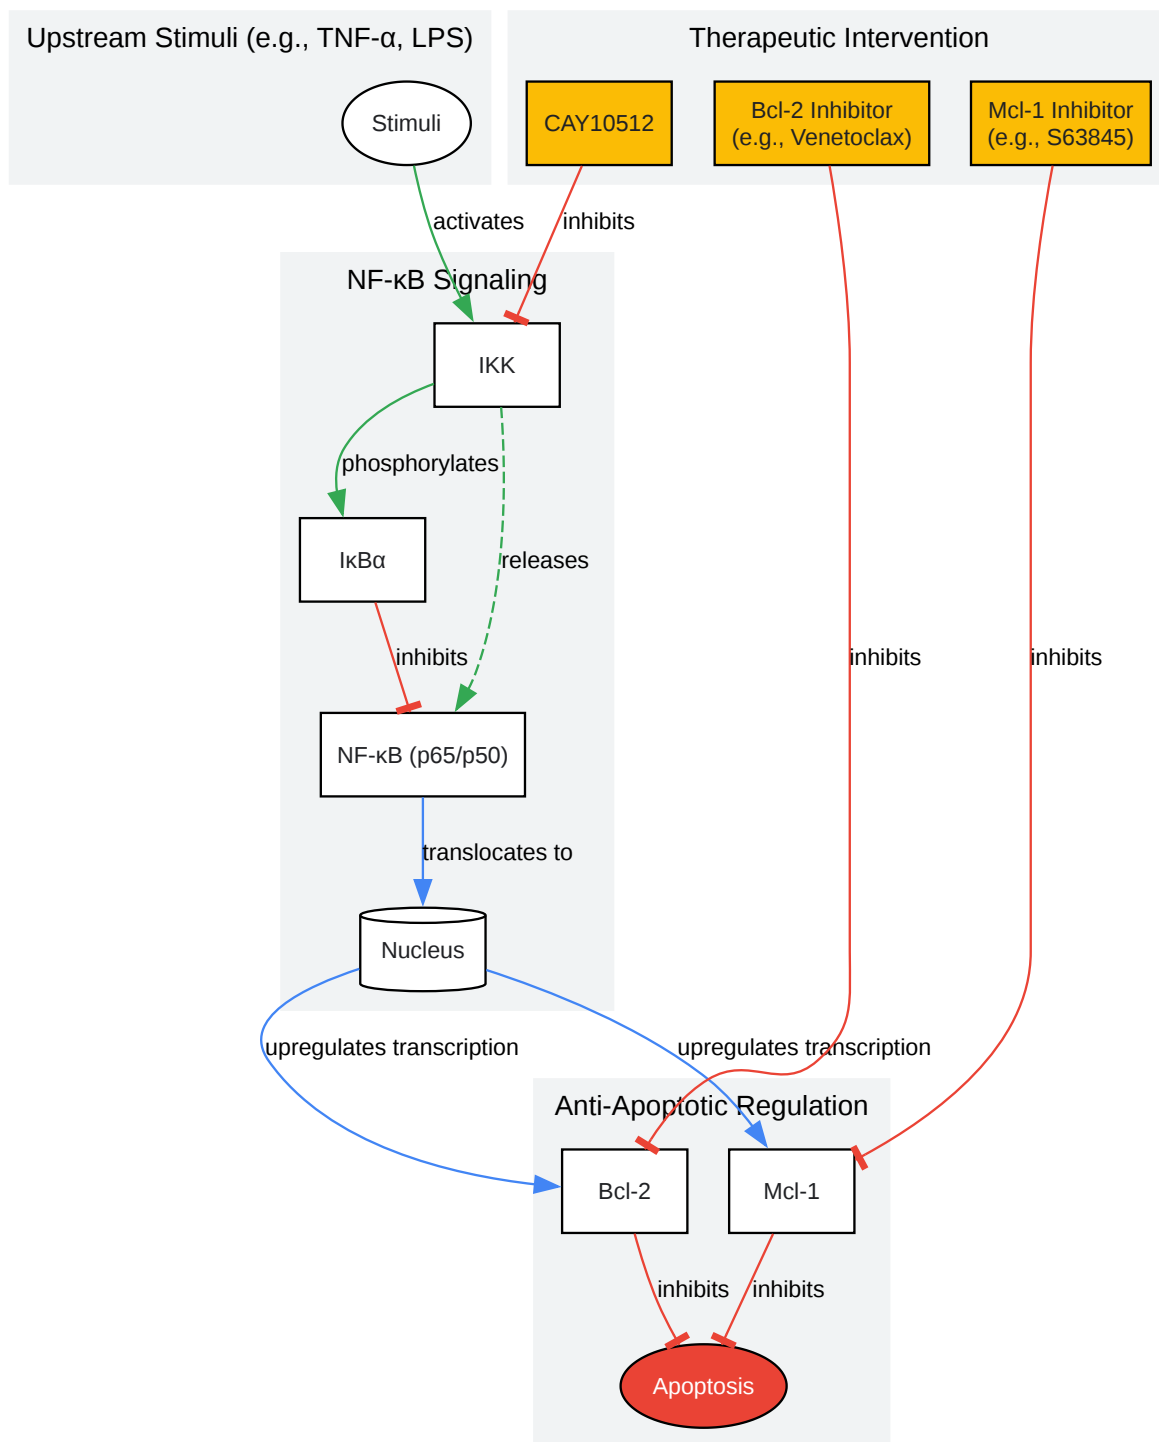 Upstream Stimuli (e.g., TNF-α, LPS)
Therapeutic Intervention
Stimuli
CAY10512
Bcl-2 Inhibitor
(e.g., Venetoclax)
Mcl-1 Inhibitor
(e.g., S63845)
activates
inhibits
NF-κB Signaling
IKK
phosphorylates
IκBα
releases
inhibits
inhibits
inhibits
NF-κB (p65/p50)
translocates to
Nucleus
upregulates transcription
upregulates transcription
Anti-Apoptotic Regulation
Bcl-2
Mcl-1
inhibits
inhibits
Apoptosis